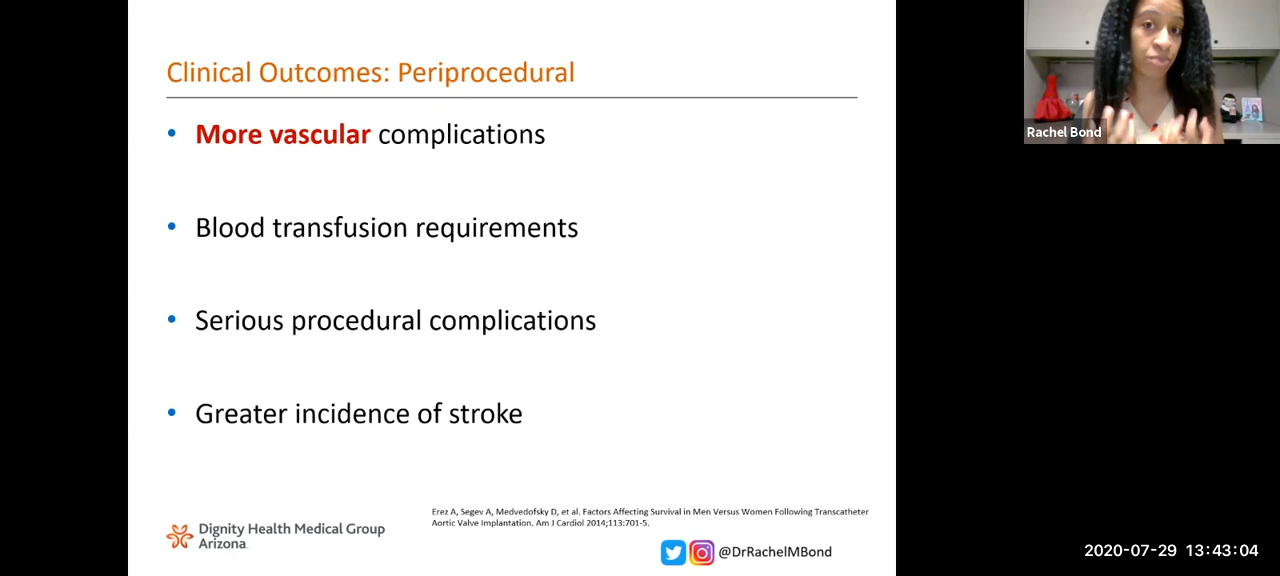 Clinical Outcomes: Periprocedural
• More vascular complications
• Blood transfusion requirements
• Serious procedural complications
• Greater incidence of stroke
Erez A, Segev A, Medvedofsky D, et al. Factors Affecting Survival in Men Versus Women Following Transcatheter
Aortic Valve Implantation. Am J Cardiol 2014;113:701-5.
Dignity Health Medical Group
Arizona.
@DrRachelMBond
Rachel Bond
2020-07-29 13:43:04